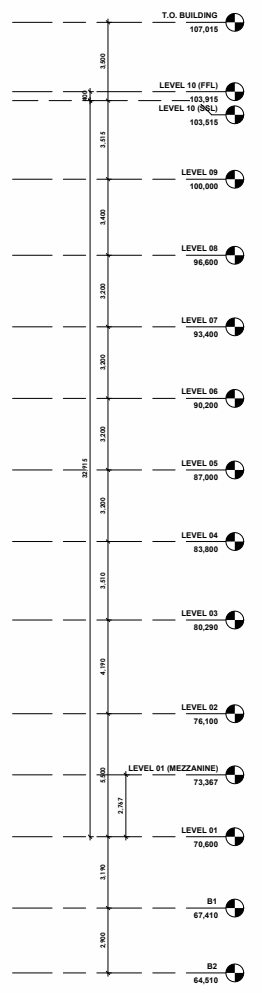 T.O. BUILDING
107,015
3,500
LEVEL 10 (FFL)
103,915
400
LEVEL 10 (SSL)
103,515
3,515
LEVEL 09
100,000
3,400
LEVEL 08
96,600
3,200
LEVEL 07
93,400
3,200
LEVEL 06
90,200
3,200
32,915
LEVEL 05
87,000
3,200
LEVEL 04
83,800
3,510
LEVEL 03
80,290
4,190
LEVEL 02
76,100
5,500
LEVEL 01 (MEZZANINE)
73,367
2,767
LEVEL 01
70,600
3,190
B1
67,410
2,900
B2
64,510